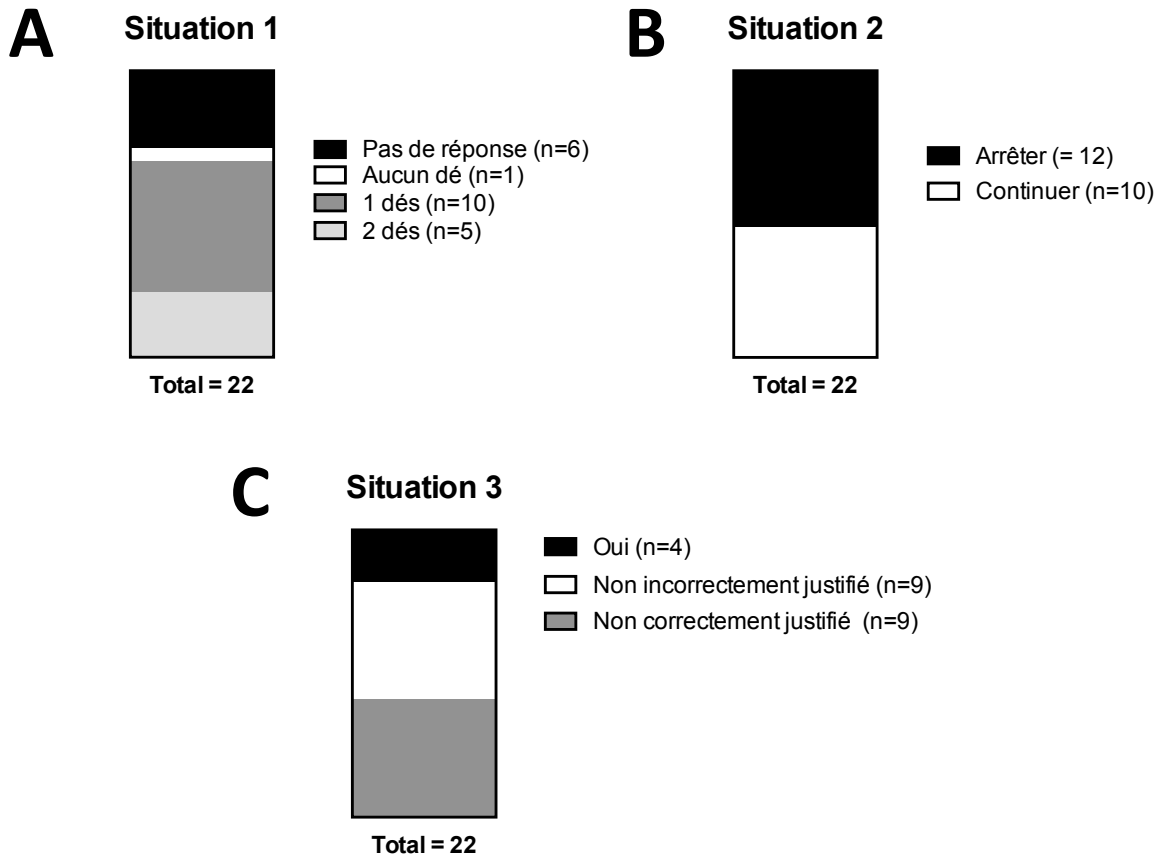 A
Situation 1
Pas de réponse (n=6)
Aucun dé (n=1)
1 dés (n=10)
2 dés (n=5)
Total = 22
B
Situation 2
Arrêter (= 12)
Continuer (n=10)
Total = 22
C
Situation 3
Oui (n=4)
Non incorrectement justifié (n=9)
Non correctement justifié (n=9)
Total = 22